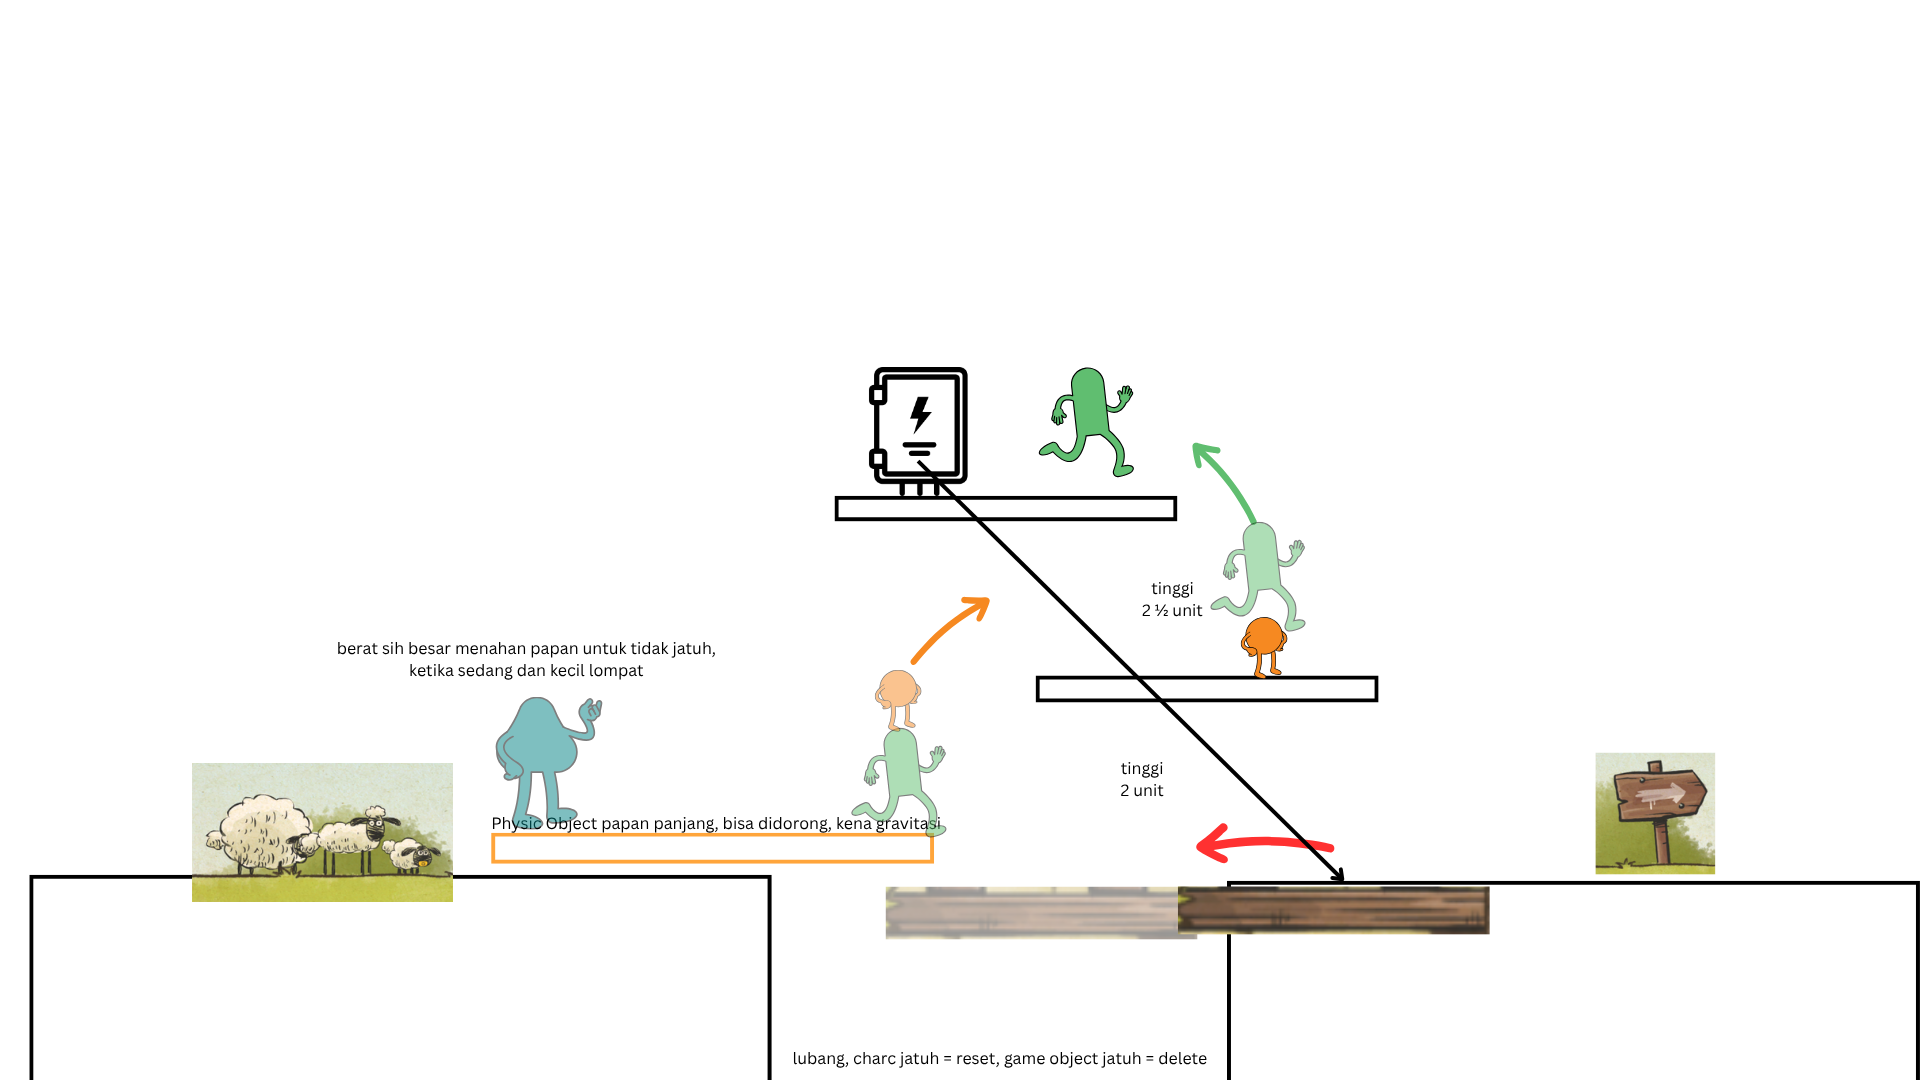 tinggi
2 ½ unit
berat sih besar menahan papan untuk tidak jatuh,
ketika sedang dan kecil lompat
tinggi
2 unit
Physic Object papan panjang, bisa didorong, kena gravitasi
lubang, charc jatuh = reset, game object jatuh = delete